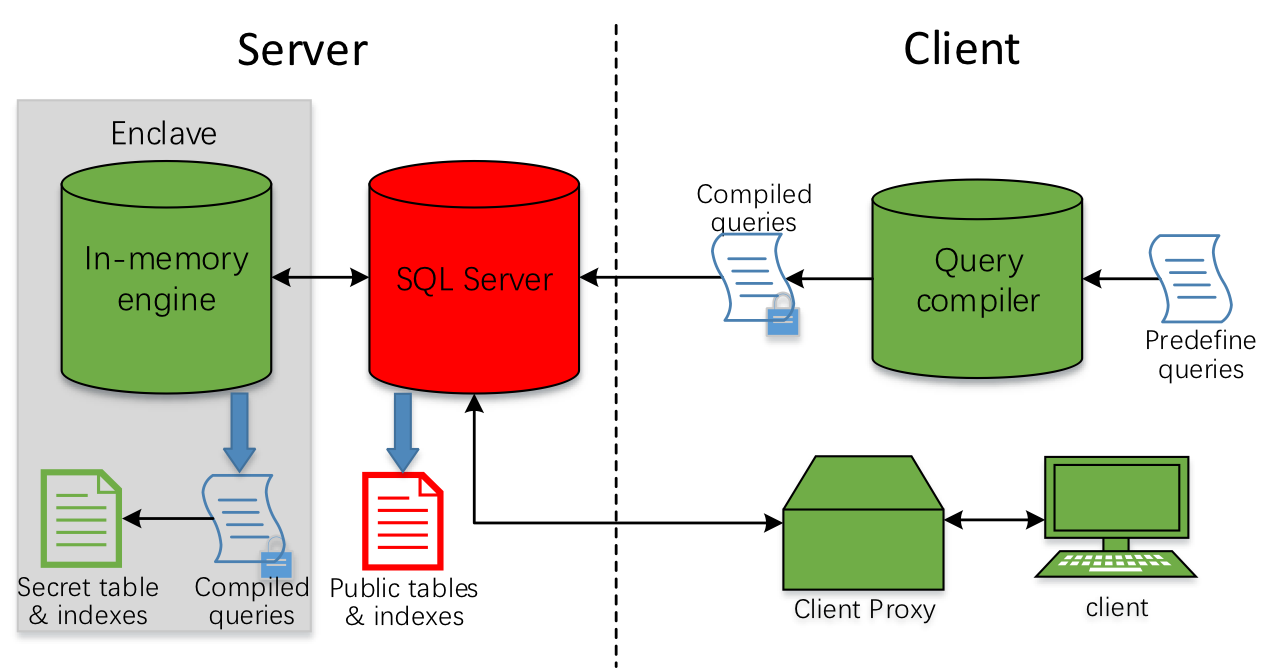 Server
Client
Enclave
In-memory
engine
SQL Server
Compiled
queries
Query
compiler
Predefine
queries
Secret table
& indexes
Compiled
queries
Public tables
& indexes
Client Proxy
client